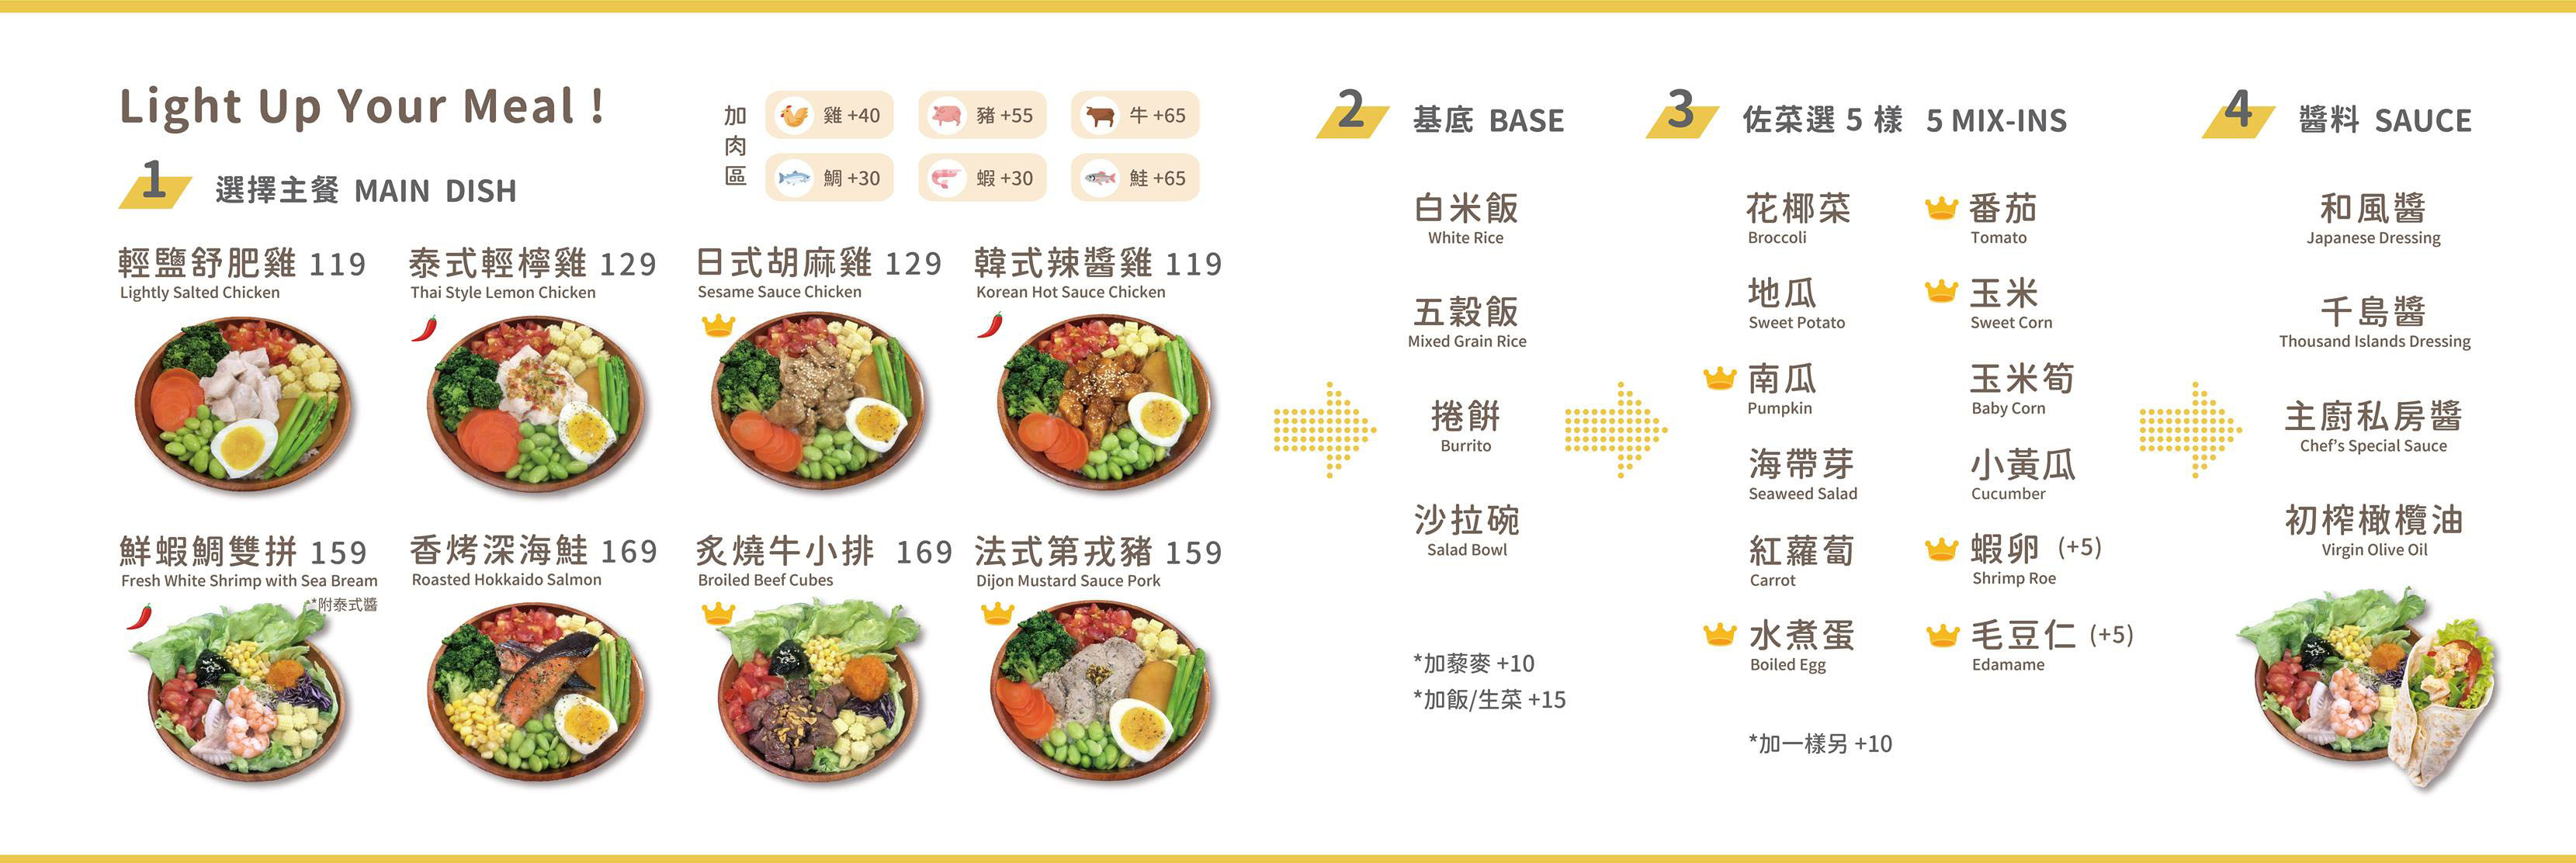 Light Up Your Meal !
1 選擇主餐 MAIN DISH
加肉區
雞 +40
豬 +55
牛 +65
鯛 +30
蝦 +30
鮭 +65
輕鹽舒肥雞 119
Lightly Salted Chicken
泰式輕檸雞 129
Thai Style Lemon Chicken
日式胡麻雞 129
Sesame Sauce Chicken
韓式辣醬雞 119
Korean Hot Sauce Chicken
鮮蝦鯛雙拼 159
Fresh White Shrimp with Sea Bream
*附泰式醬
香烤深海鮭 169
Roasted Hokkaido Salmon
炙燒牛小排 169
Broiled Beef Cubes
法式第戎豬 159
Dijon Mustard Sauce Pork
2 基底 BASE
白米飯
White Rice
五穀飯
Mixed Grain Rice
捲餅
Burrito
沙拉碗
Salad Bowl
*加藜麥 +10
*加飯/生菜 +15
3 佐菜選 5 樣 5 MIX-INS
花椰菜
Broccoli
地瓜
Sweet Potato
南瓜
Pumpkin
海帶芽
Seaweed Salad
紅蘿蔔
Carrot
水煮蛋
Boiled Egg
番茄
Tomato
玉米
Sweet Corn
玉米筍
Baby Corn
小黃瓜
Cucumber
蝦卵 (+5)
Shrimp Roe
毛豆仁 (+5)
Edamame
*加一樣另 +10
4 醬料 SAUCE
和風醬
Japanese Dressing
千島醬
Thousand Islands Dressing
主廚私房醬
Chef's Special Sauce
初榨橄欖油
Virgin Olive Oil